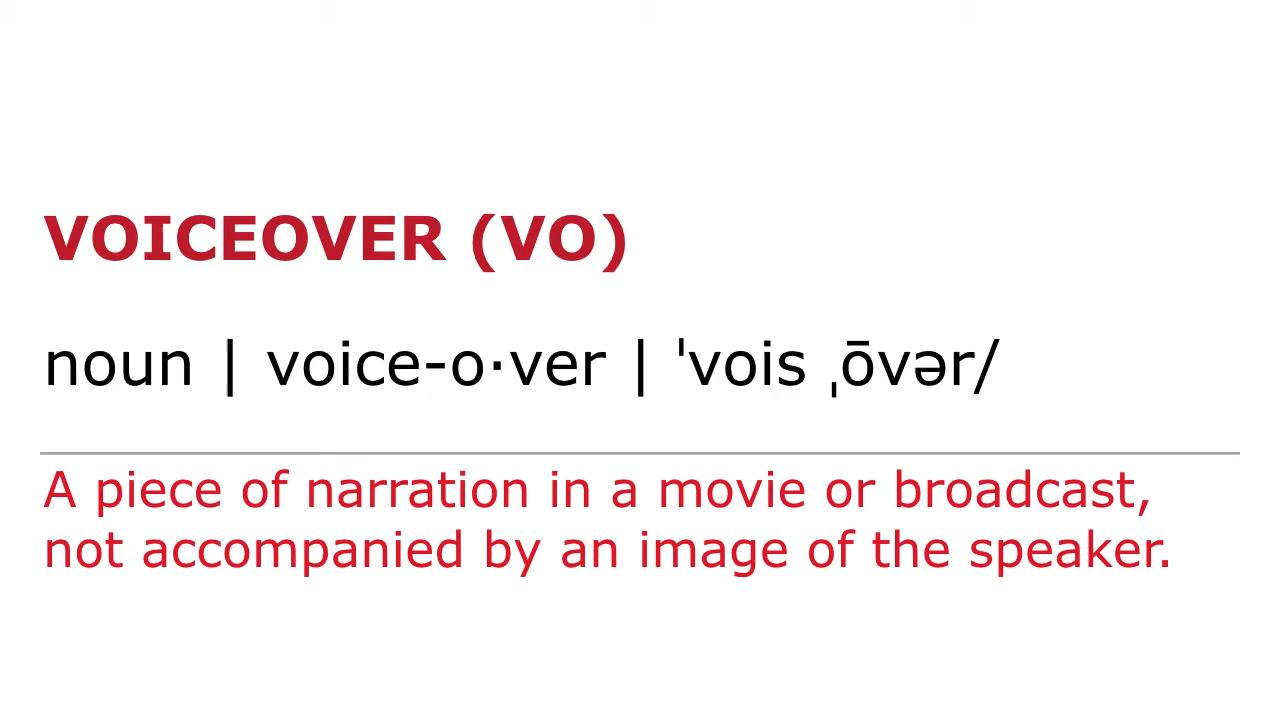 VOICEOVER (VO)
noun | voice-o·ver | ˈvois ˌōvər/
A piece of narration in a movie or broadcast,
not accompanied by an image of the speaker.